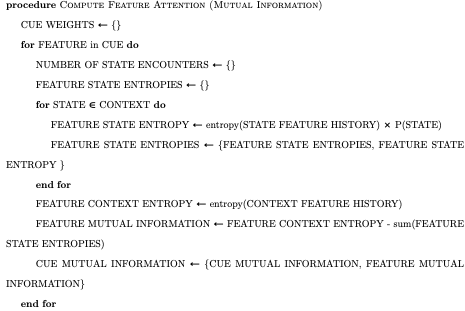 procedure Compute Feature Attention (Mutual Information)
CUE WEIGHTS ← {}
for FEATURE in CUE do
NUMBER OF STATE ENCOUNTERS ← {}
FEATURE STATE ENTROPIES ← {}
for STATE ∈ CONTEXT do
FEATURE STATE ENTROPY ← entropy(STATE FEATURE HISTORY) × P(STATE)
FEATURE STATE ENTROPIES ← {FEATURE STATE ENTROPIES, FEATURE STATE
ENTROPY }
end for
FEATURE CONTEXT ENTROPY ← entropy(CONTEXT FEATURE HISTORY)
FEATURE MUTUAL INFORMATION ← FEATURE CONTEXT ENTROPY - sum(FEATURE
STATE ENTROPIES)
CUE MUTUAL INFORMATION ← {CUE MUTUAL INFORMATION, FEATURE MUTUAL
INFORMATION}
end for